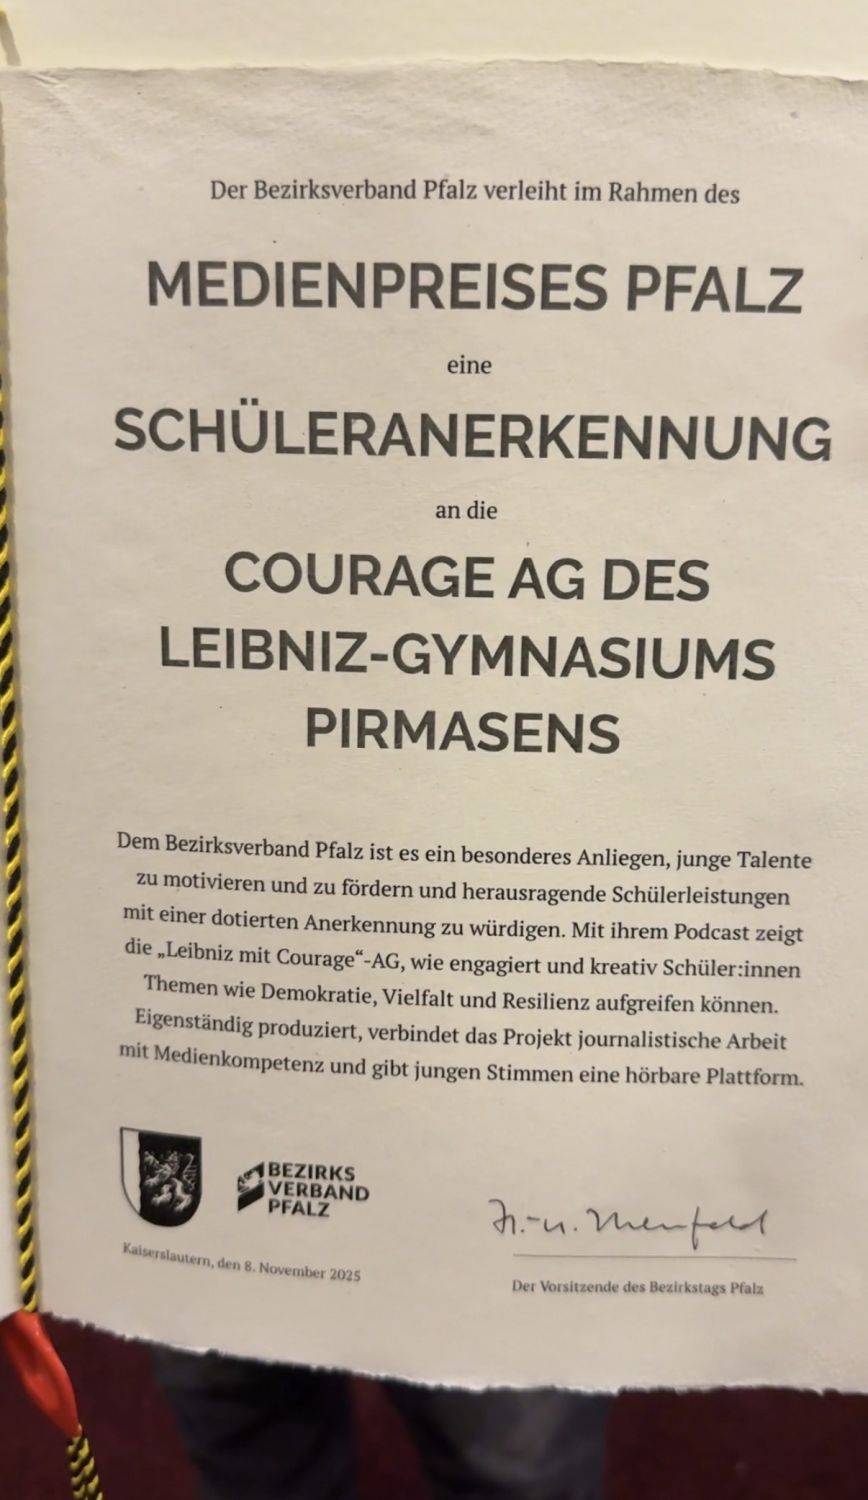 Der Bezirksverband Pfalz verleiht im Rahmen des
MEDIENPREISES PFALZ
eine
SCHÜLERANERKENNUNG
an die
COURAGE AG DES
LEIBNIZ-GYMNASIUMS
PIRMASENS
Dem Bezirksverband Pfalz ist es ein besonderes Anliegen, junge Talente
zu motivieren und zu fördern und herausragende Schülerleistungen
mit einer dotierten Anerkennung zu würdigen. Mit ihrem Podcast zeigt
die „Leibniz mit Courage“-AG, wie engagiert und kreativ Schüler:innen
Themen wie Demokratie, Vielfalt und Resilienz aufgreifen können.
Eigenständig produziert, verbindet das Projekt journalistische Arbeit
mit Medienkompetenz und gibt jungen Stimmen eine hörbare Plattform.
BEZIRKS
VERBAND
PFALZ
Kaiserslautern, den 8. November 2025
Der Vorsitzende des Bezirkstags Pfalz